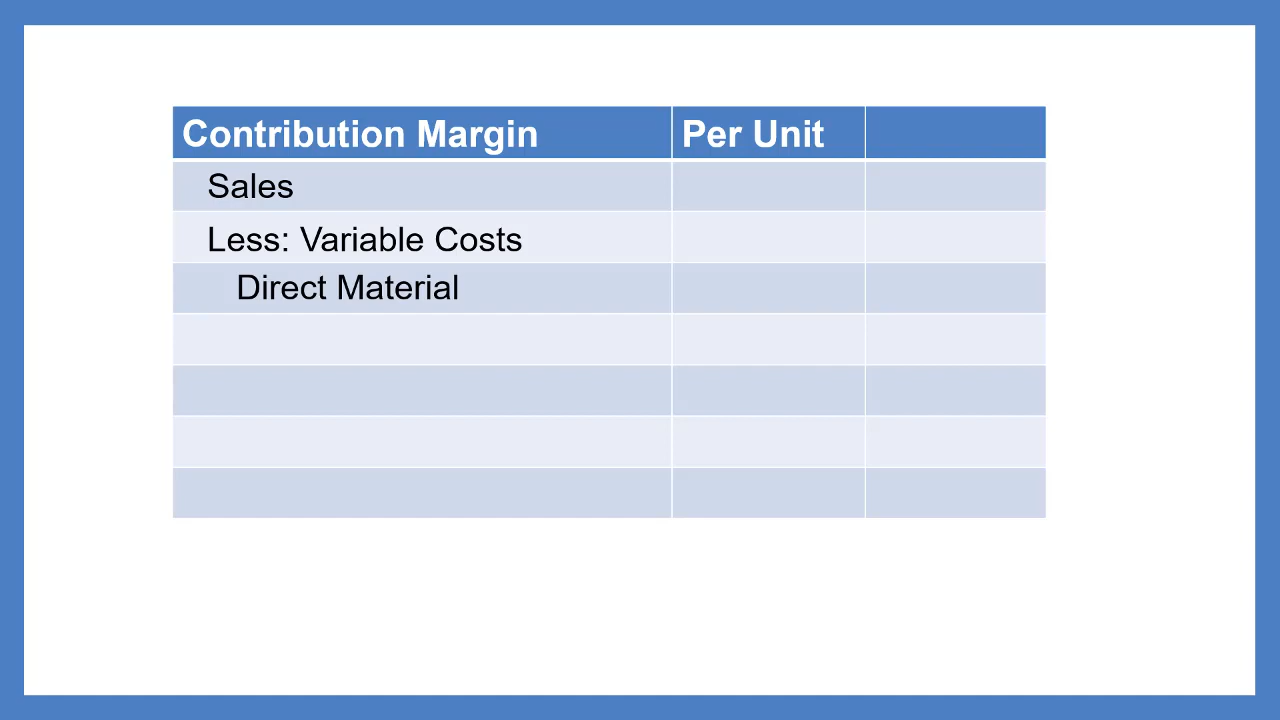 Contribution Margin Per Unit
Sales
Less: Variable Costs
Direct Material